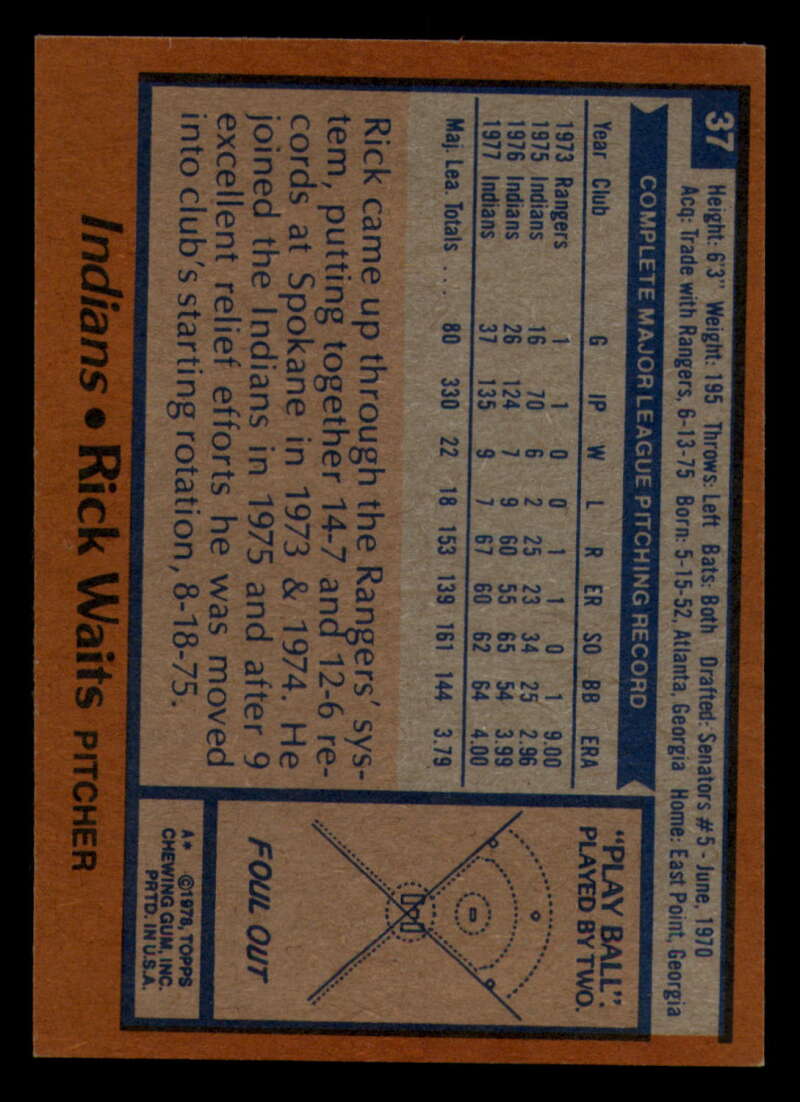 37
Height: 6'3" Weight: 195 Throws: Left Bats: Both Drafted: Senators #5 - June, 1970
Acq: Trade with Rangers, 6-13-75 Born: 5-15-52, Atlanta, Georgia Home: East Point, Georgia
COMPLETE MAJOR LEAGUE PITCHING RECORD
Year Club G IP W L R ER SO BB ERA
1973 Rangers 1 1 0 0 1 1 0 1 9.00
1975 Indians 16 70 6 2 25 23 34 25 2.96
1976 Indians 26 124 7 9 60 55 65 54 3.99
1977 Indians 37 135 9 7 67 60 62 64 4.00
Maj. Lea. Totals .... 80 330 22 18 153 139 161 144 3.79
Rick came up through the Rangers' sys-
tem, putting together 14-7 and 12-6 re-
cords at Spokane in 1973 & 1974. He
joined the Indians in 1975 and after 9
excellent relief efforts he was moved
into club's starting rotation, 8-18-75.
"PLAY BALL".
PLAYED BY TWO.
FOUL OUT
A* ©1978, TOPPS
CHEWING GUM, INC.
PRTD. IN U.S.A.
Indians • Rick Waits PITCHER